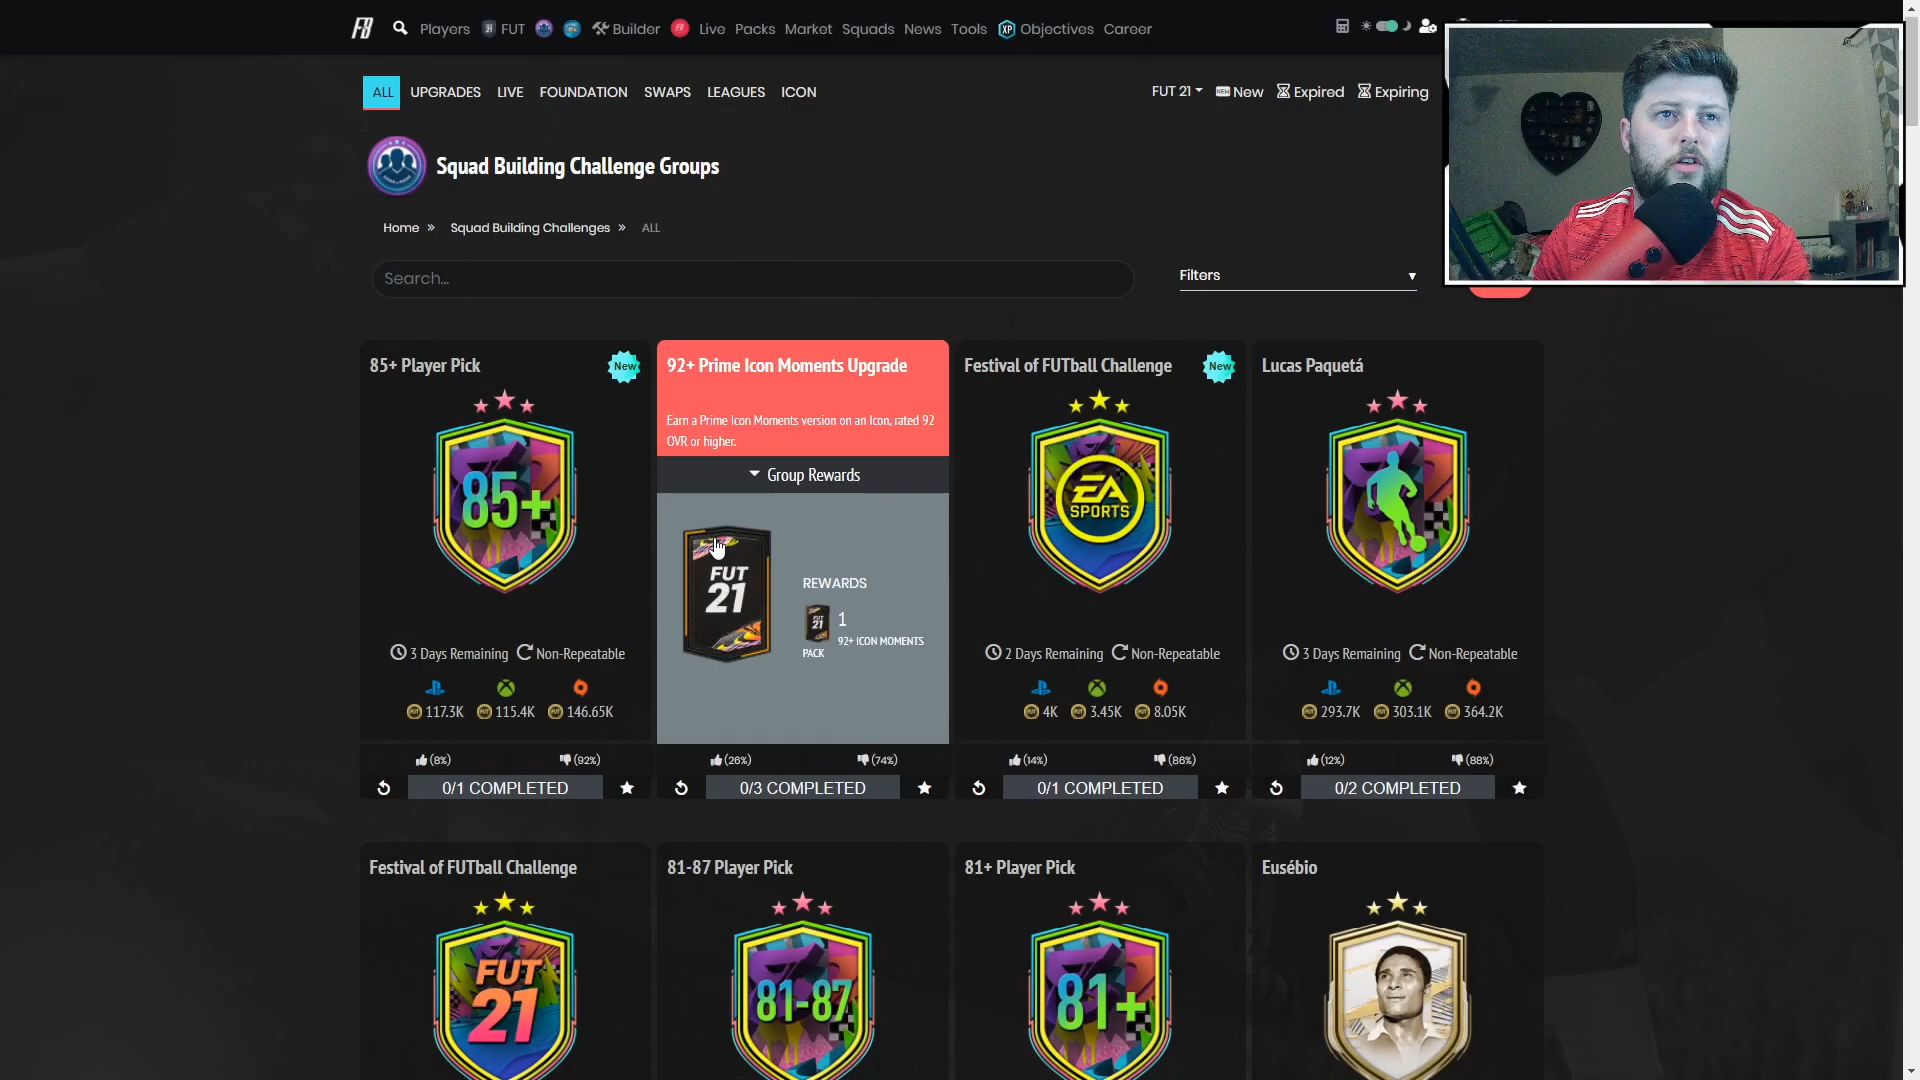 FB Players FUT Builder Live Packs Market Squads News Tools XP Objectives Career
ALL UPGRADES LIVE FOUNDATION SWAPS LEAGUES ICON FUT 21 NEW New Expired Expiring
Squad Building Challenge Groups
Home » Squad Building Challenges » ALL
Search...
Filters
85+ Player Pick
New
85+
3 Days Remaining Non-Repeatable
117.3K 115.4K 146.65K
(8%) (92%)
0/1 COMPLETED
92+ Prime Icon Moments Upgrade
Earn a Prime Icon Moments version on an Icon, rated 92
OVR or higher.
Group Rewards
FUT
21
REWARDS
FUT
21
1
92+ ICON MOMENTS
PACK
(26%) (74%)
0/3 COMPLETED
Festival of FUTball Challenge
New
EA
SPORTS
2 Days Remaining Non-Repeatable
4K 3.45K 8.05K
(14%) (86%)
0/1 COMPLETED
Lucas Paquetá
3 Days Remaining Non-Repeatable
293.7K 303.1K 364.2K
(12%) (88%)
0/2 COMPLETED
Festival of FUTball Challenge
FUT
21
81-87 Player Pick
81-87
81+ Player Pick
81+
Eusébio